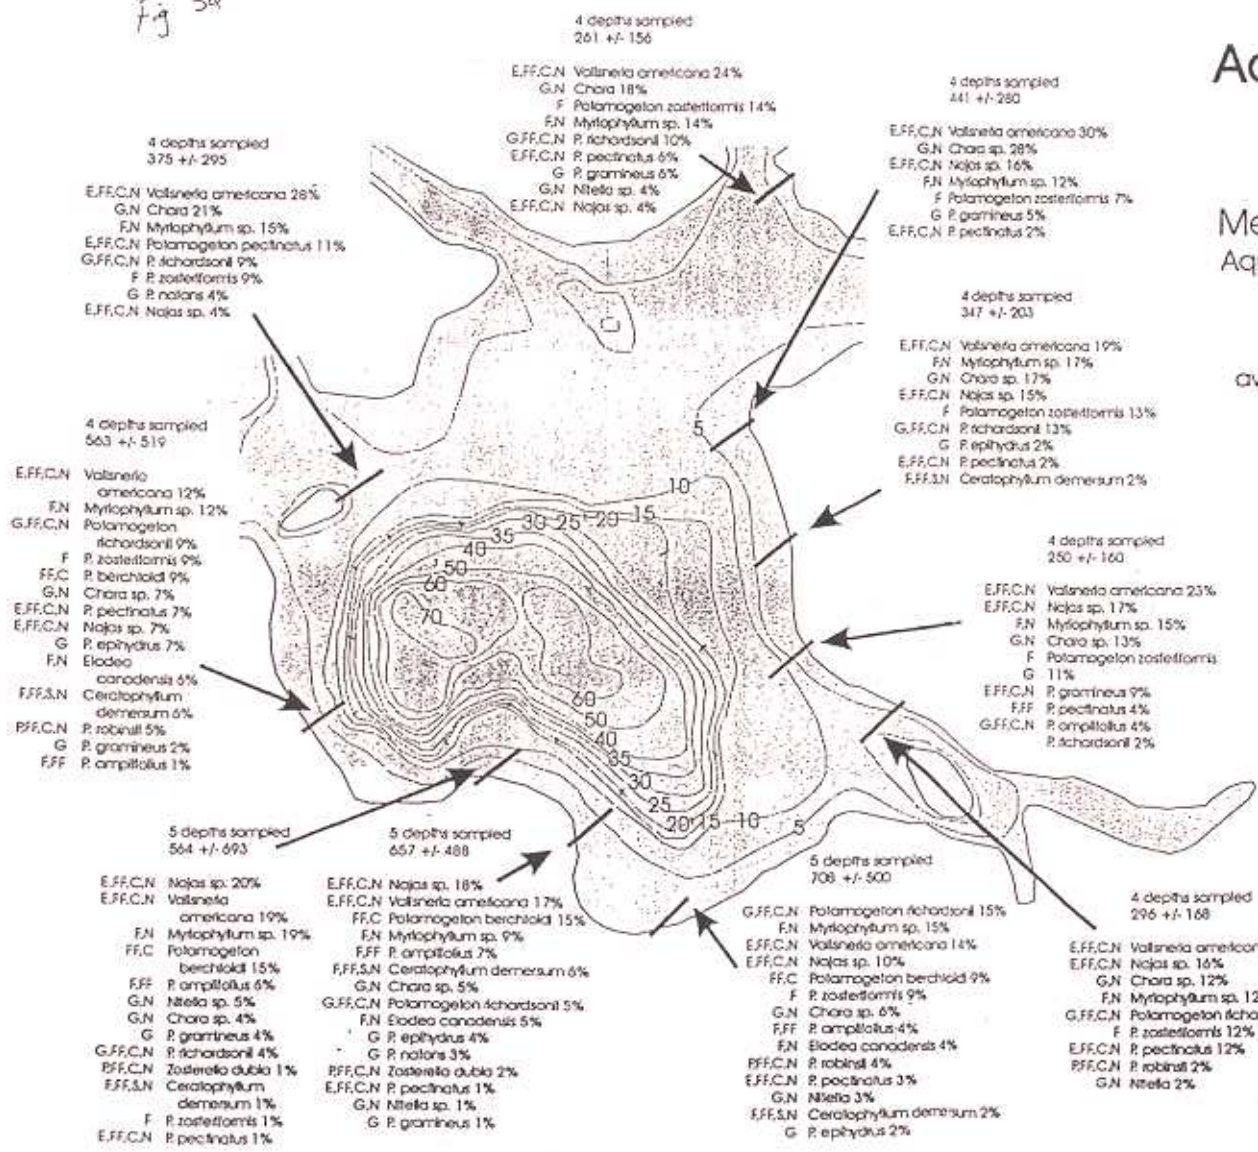 Fig 5a
4 depths sampled
261 +/- 156
E,FF,C,N Vallisneria americana 24%
G,N Chara 18%
F Potamogeton zosteriformis 14%
F,N Myriophyllum sp. 14%
G,FF,C,N P. richardsonii 10%
E,FF,C,N P. pectinatus 6%
G P. gramineus 6%
G,N Nitella sp. 4%
E,FF,C,N Najas sp. 4%
4 depths sampled
441 +/- 280
E,FF,C,N Vallisneria americana 30%
G,N Chara sp. 28%
E,FF,C,N Najas sp. 16%
F,N Myriophyllum sp. 12%
F Potamogeton zosteriformis 7%
G P. gramineus 5%
E,FF,C,N P. pectinatus 2%
Me
Aq
av
4 depths sampled
375 +/- 295
E,FF,C,N Vallisneria americana 28%
G,N Chara 21%
F,N Myriophyllum sp. 15%
E,FF,C,N Potamogeton pectinatus 11%
G,FF,C,N P. richardsonii 9%
F P. zosteriformis 9%
G P. natans 4%
E,FF,C,N Najas sp. 4%
4 depths sampled
347 +/- 203
E,FF,C,N Vallisneria americana 19%
F,N Myriophyllum sp. 17%
G,N Chara sp. 17%
E,FF,C,N Najas sp. 15%
F Potamogeton zosteriformis 13%
G,FF,C,N P. richardsonii 13%
G P. epihydrus 2%
E,FF,C,N P. pectinatus 2%
F,FF,S,N Ceratophyllum demersum 2%
4 depths sampled
563 +/- 519
E,FF,C,N Vallisneria
americana 12%
F,N Myriophyllum sp. 12%
G,FF,C,N Potamogeton
richardsonii 9%
F P. zosteriformis 9%
FF,C P. berchtoldi 9%
G,N Chara sp. 7%
E,FF,C,N P. pectinatus 7%
E,FF,C,N Najas sp. 7%
G P. epihydrus 7%
F,N Elodea
canadensis 6%
F,FF,S,N Ceratophyllum
demersum 6%
P,FF,C,N P. robinsii 5%
G P. gramineus 2%
F,FF P. amplifolius 1%
4 depths sampled
250 +/- 160
E,FF,C,N Vallisneria americana 23%
E,FF,C,N Najas sp. 17%
F,N Myriophyllum sp. 15%
G,N Chara sp. 13%
F Potamogeton zosteriformis
G 11%
E,FF,C,N P. gramineus 9%
F,FF P. pectinatus 4%
G,FF,C,N P. amplifolius 4%
P. richardsonii 2%
5
10
30 25 20 15
35
40
50
60
70
60
50
40
35
30
25
20 15 10 5
5 depths sampled
564 +/- 693
E,FF,C,N Najas sp. 20%
E,FF,C,N Vallisneria
americana 19%
F,N Myriophyllum sp. 19%
FF,C Potamogeton
berchtoldi 15%
F,FF P. amplifolius 6%
G,N Nitella sp. 5%
G,N Chara sp. 4%
G P. gramineus 4%
G,FF,C,N P. richardsonii 4%
P,FF,C,N Zosterella dubia 1%
F,FF,S,N Ceratophyllum
demersum 1%
F P. zosteriformis 1%
E,FF,C,N P. pectinatus 1%
5 depths sampled
657 +/- 488
E,FF,C,N Najas sp. 18%
E,FF,C,N Vallisneria americana 17%
FF,C Potamogeton berchtoldi 15%
F,N Myriophyllum sp. 9%
F,FF P. amplifolius 7%
F,FF,S,N Ceratophyllum demersum 6%
G,N Chara sp. 5%
G,FF,C,N Potamogeton richardsonii 5%
F,N Elodea canadensis 5%
G P. epihydrus 4%
G P. natans 3%
P,FF,C,N Zosterella dubia 2%
E,FF,C,N P. pectinatus 1%
G,N Nitella sp. 1%
G P. gramineus 1%
5 depths sampled
708 +/- 500
G,FF,C,N Potamogeton richardsonii 15%
F,N Myriophyllum sp. 15%
E,FF,C,N Vallisneria americana 14%
E,FF,C,N Najas sp. 10%
FF,C Potamogeton berchtoldi 9%
F P. zosteriformis 9%
G,N Chara sp. 6%
F,FF P. amplifolius 4%
F,N Elodea canadensis 4%
P,FF,C,N P. robinsii 4%
E,FF,C,N P. pectinatus 3%
G,N Nitella 3%
F,FF,S,N Ceratophyllum demersum 2%
G P. epihydrus 2%
4 depths sampled
296 +/- 168
E,FF,C,N Vallisneria american
E,FF,C,N Najas sp. 16%
G,N Chara sp. 12%
F,N Myriophyllum sp. 12
G,FF,C,N Potamogeton richa
F P. zosteriformis 12%
E,FF,C,N P. pectinatus 12%
P,FF,C,N P. robinsii 2%
G,N Nitella 2%